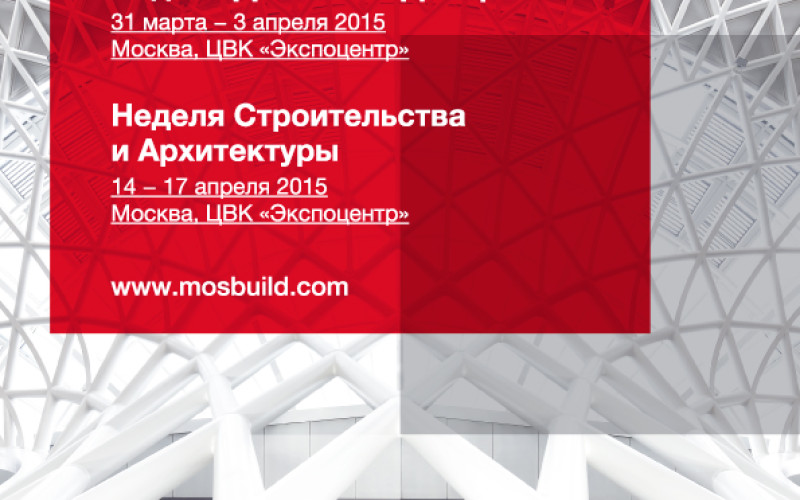 31 марта – 3 апреля 2015
Москва, ЦВК «Экспоцентр»
Неделя Строительства
и Архитектуры
14 – 17 апреля 2015
Москва, ЦВК «Экспоцентр»
www.mosbuild.com